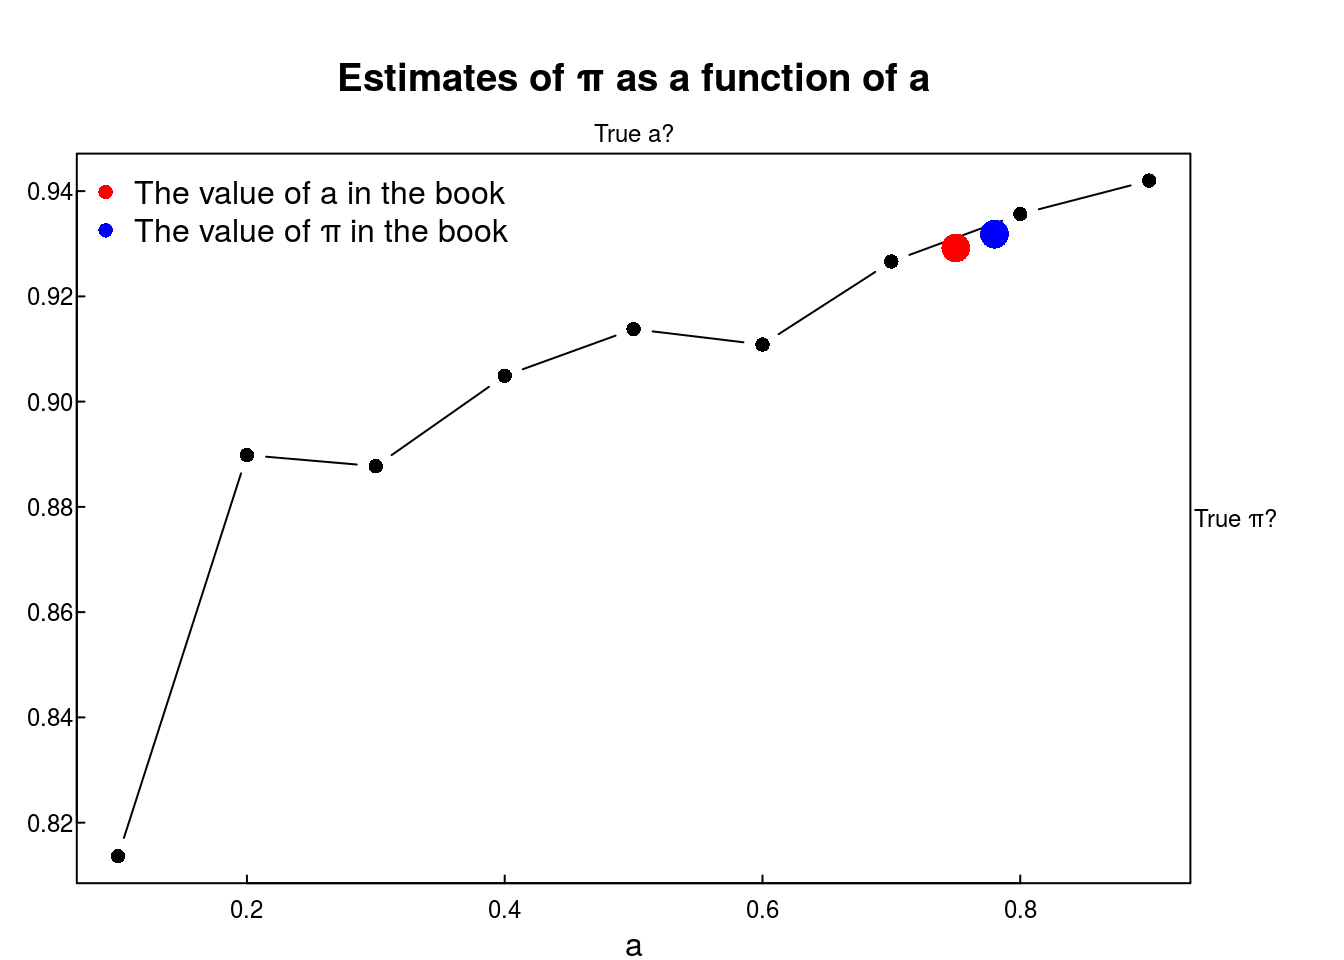 Estimates of π as a function of a
True a?
The value of a in the book
The value of π in the book
0.94
0.92
0.90
0.88
0.86
0.84
0.82
True π?
0.2
0.4
0.6
0.8
a